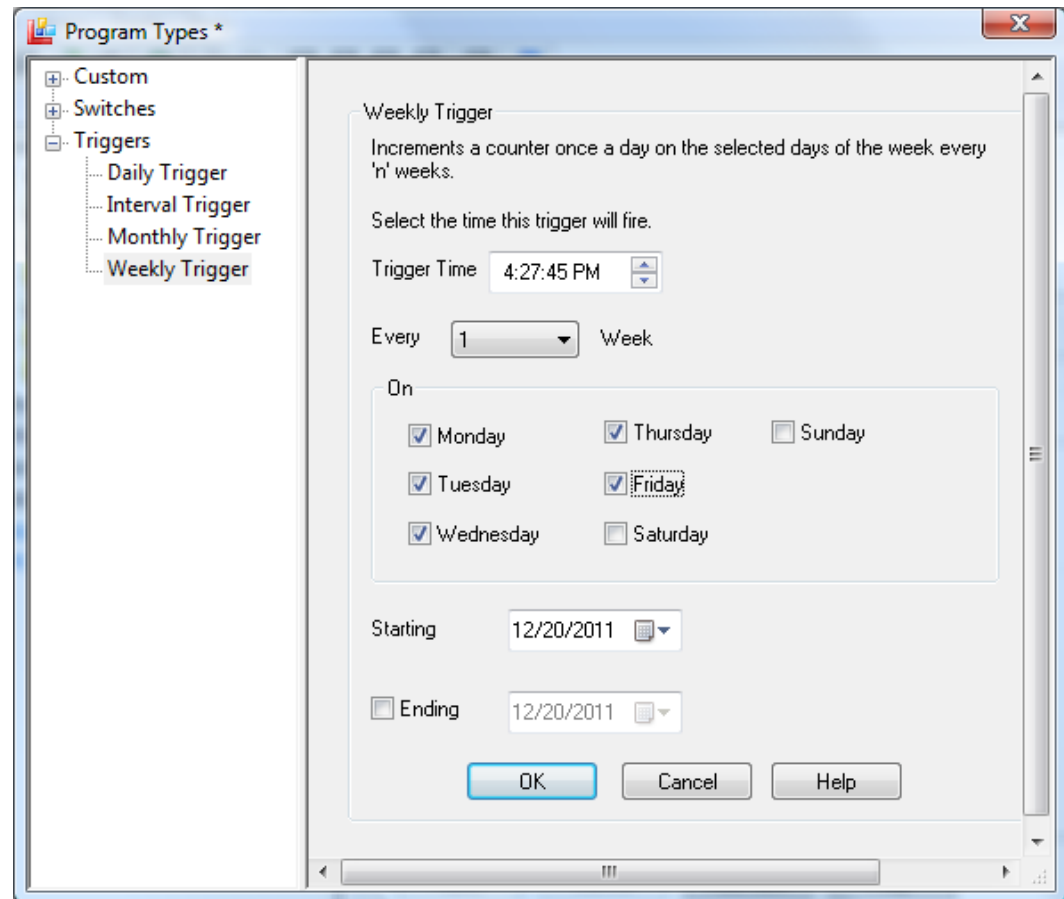 Program Types *
Custom
Switches
Triggers
Daily Trigger
Interval Trigger
Monthly Trigger
Weekly Trigger
Weekly Trigger
Increments a counter once a day on the selected days of the week every
'n' weeks.
Select the time this trigger will fire.
Trigger Time 4:27:45 PM
Every 1 Week
On
Monday Thursday Sunday
Tuesday Friday
Wednesday Saturday
Starting 12/20/2011
Ending 12/20/2011
OK Cancel Help